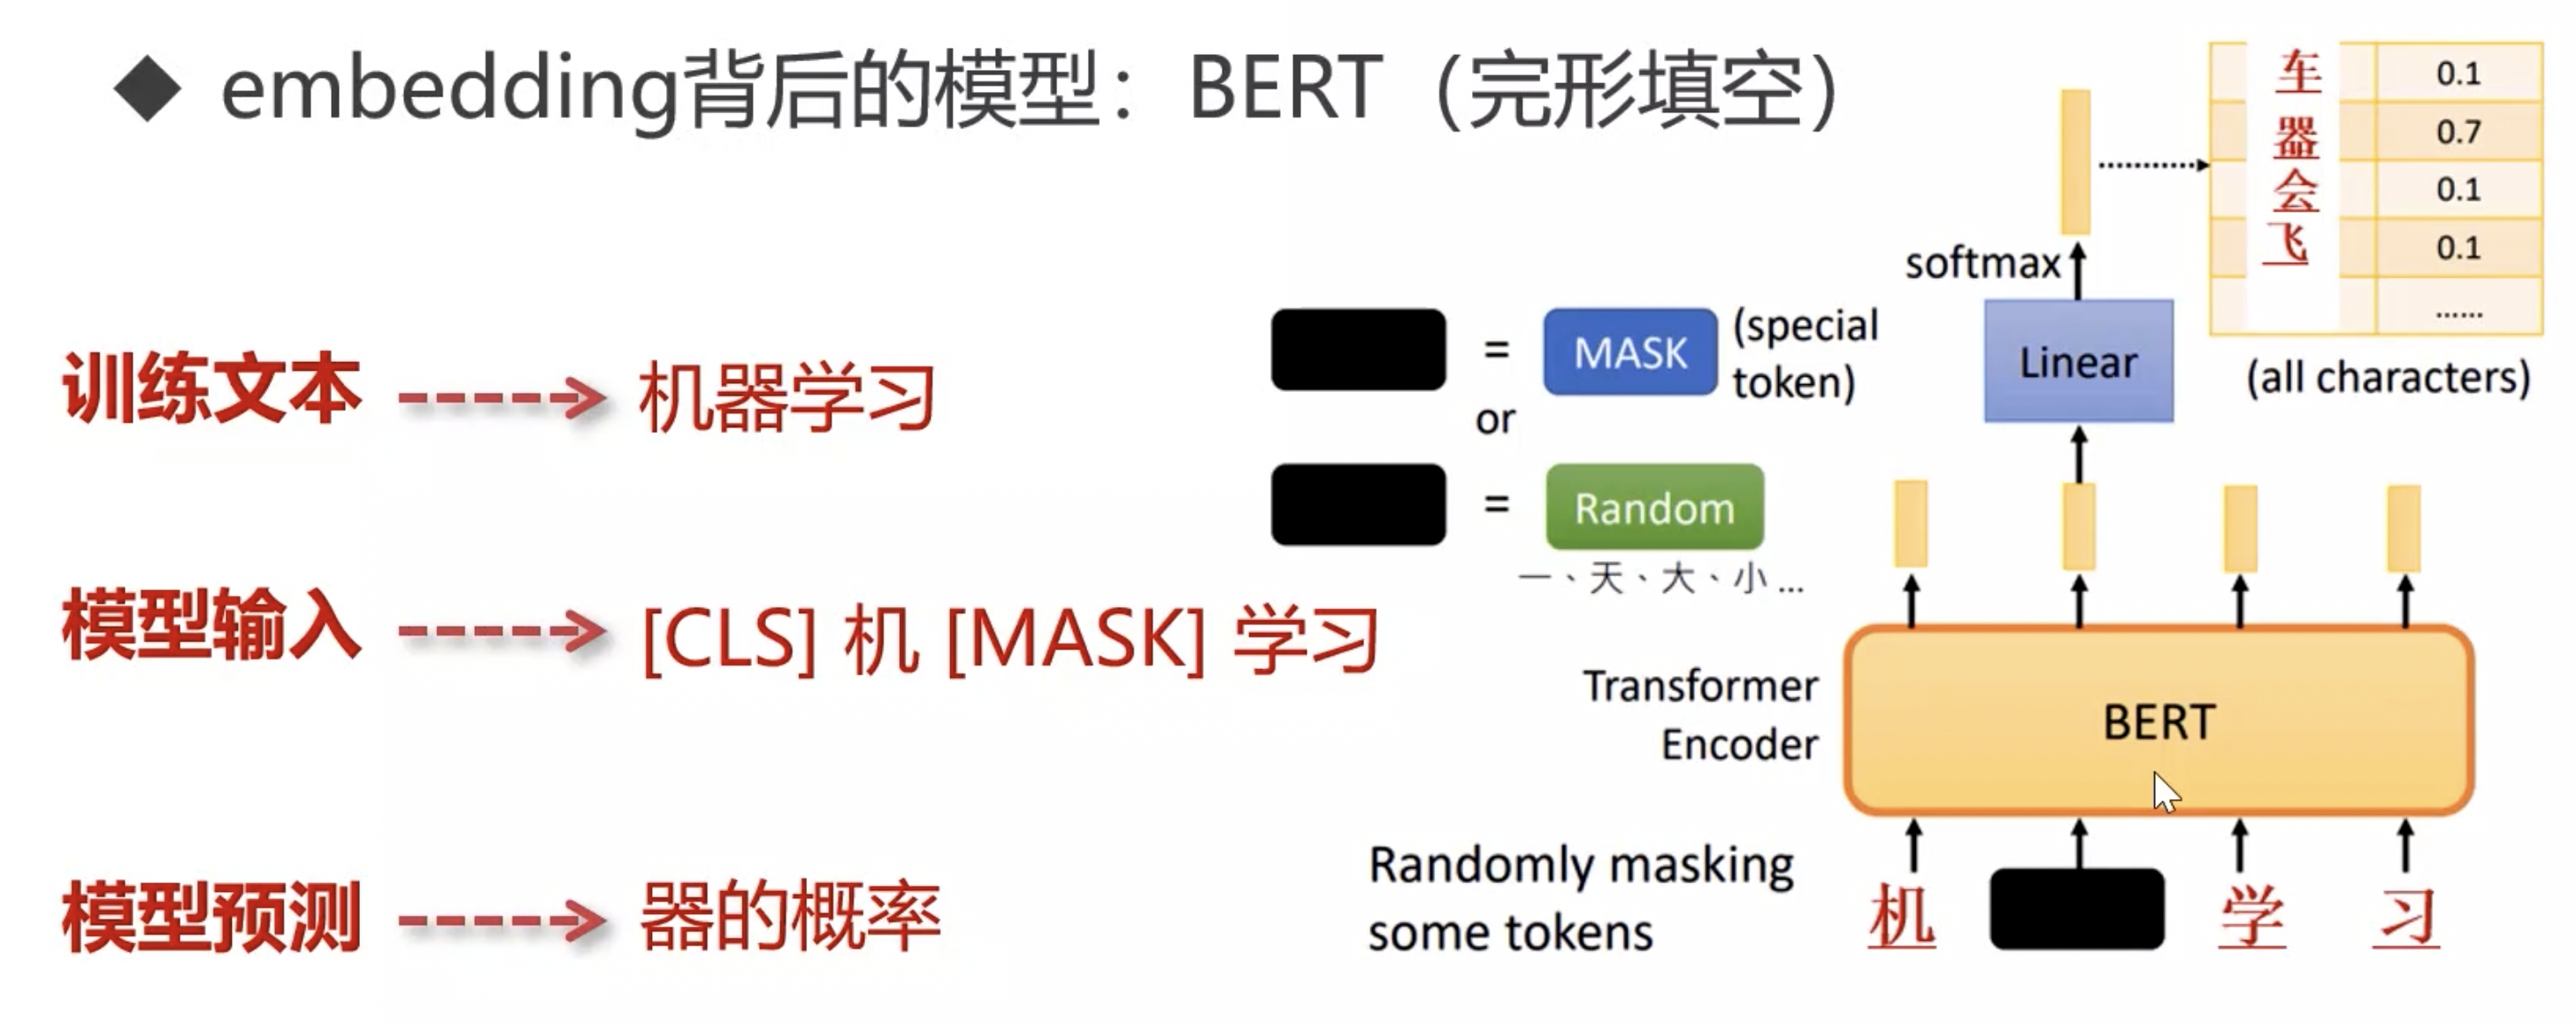 ◆ embedding背后的模型：BERT（完形填空）
训练文本
机器学习
模型输入
[CLS] 机 [MASK] 学习
模型预测
器的概率
= MASK (special token)
or
= Random
一、天、大、小 ...
车 0.1
器 0.7
会 0.1
飞 0.1
......
(all characters)
softmax
Linear
Transformer
Encoder
BERT
Randomly masking
some tokens
机 学 习